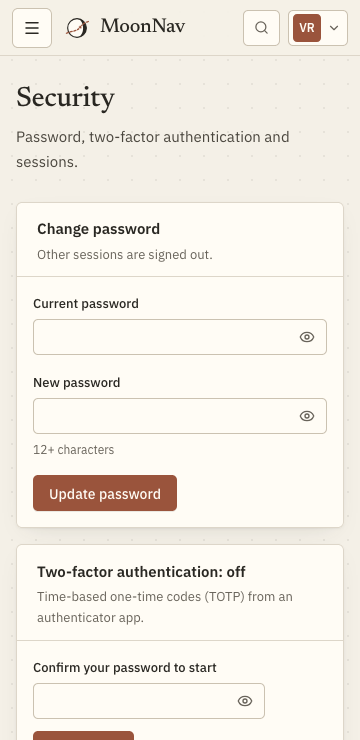 MoonNav
VR
Security
Password, two-factor authentication and
sessions.
Change password
Other sessions are signed out.
Current password
New password
12+ characters
Update password
Two-factor authentication: off
Time-based one-time codes (TOTP) from an
authenticator app.
Confirm your password to start